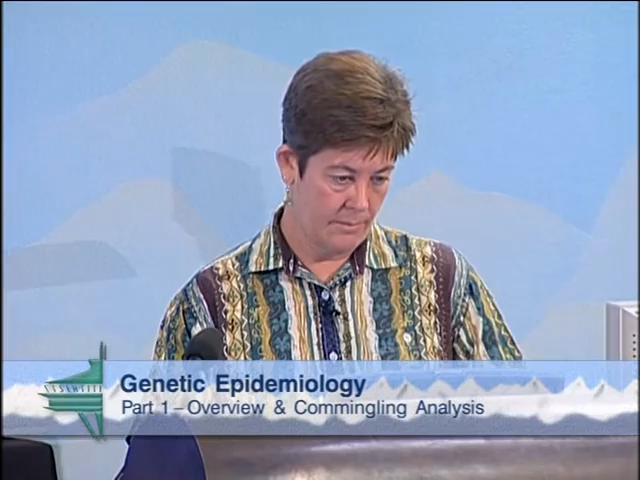 Genetic Epidemiology
Part 1 – Overview & Commingling Analysis